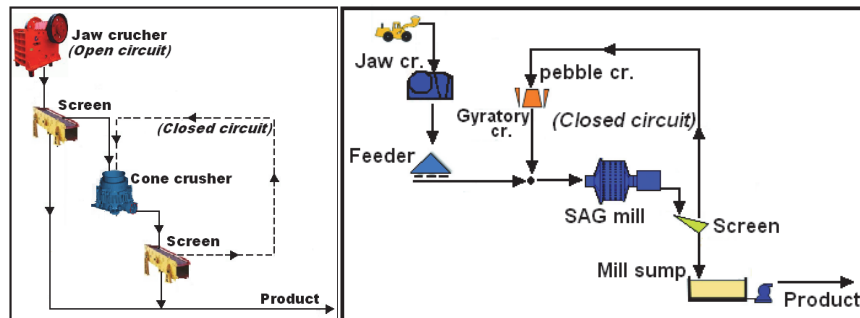 Jaw crucher
(Open circuit)
Screen
(Closed circuit)
Cone crusher
Screen
Product
Jaw cr.
pebble cr.
Gyratory
cr.
(Closed circuit)
Feeder
SAG mill
Screen
Mill sump
Product